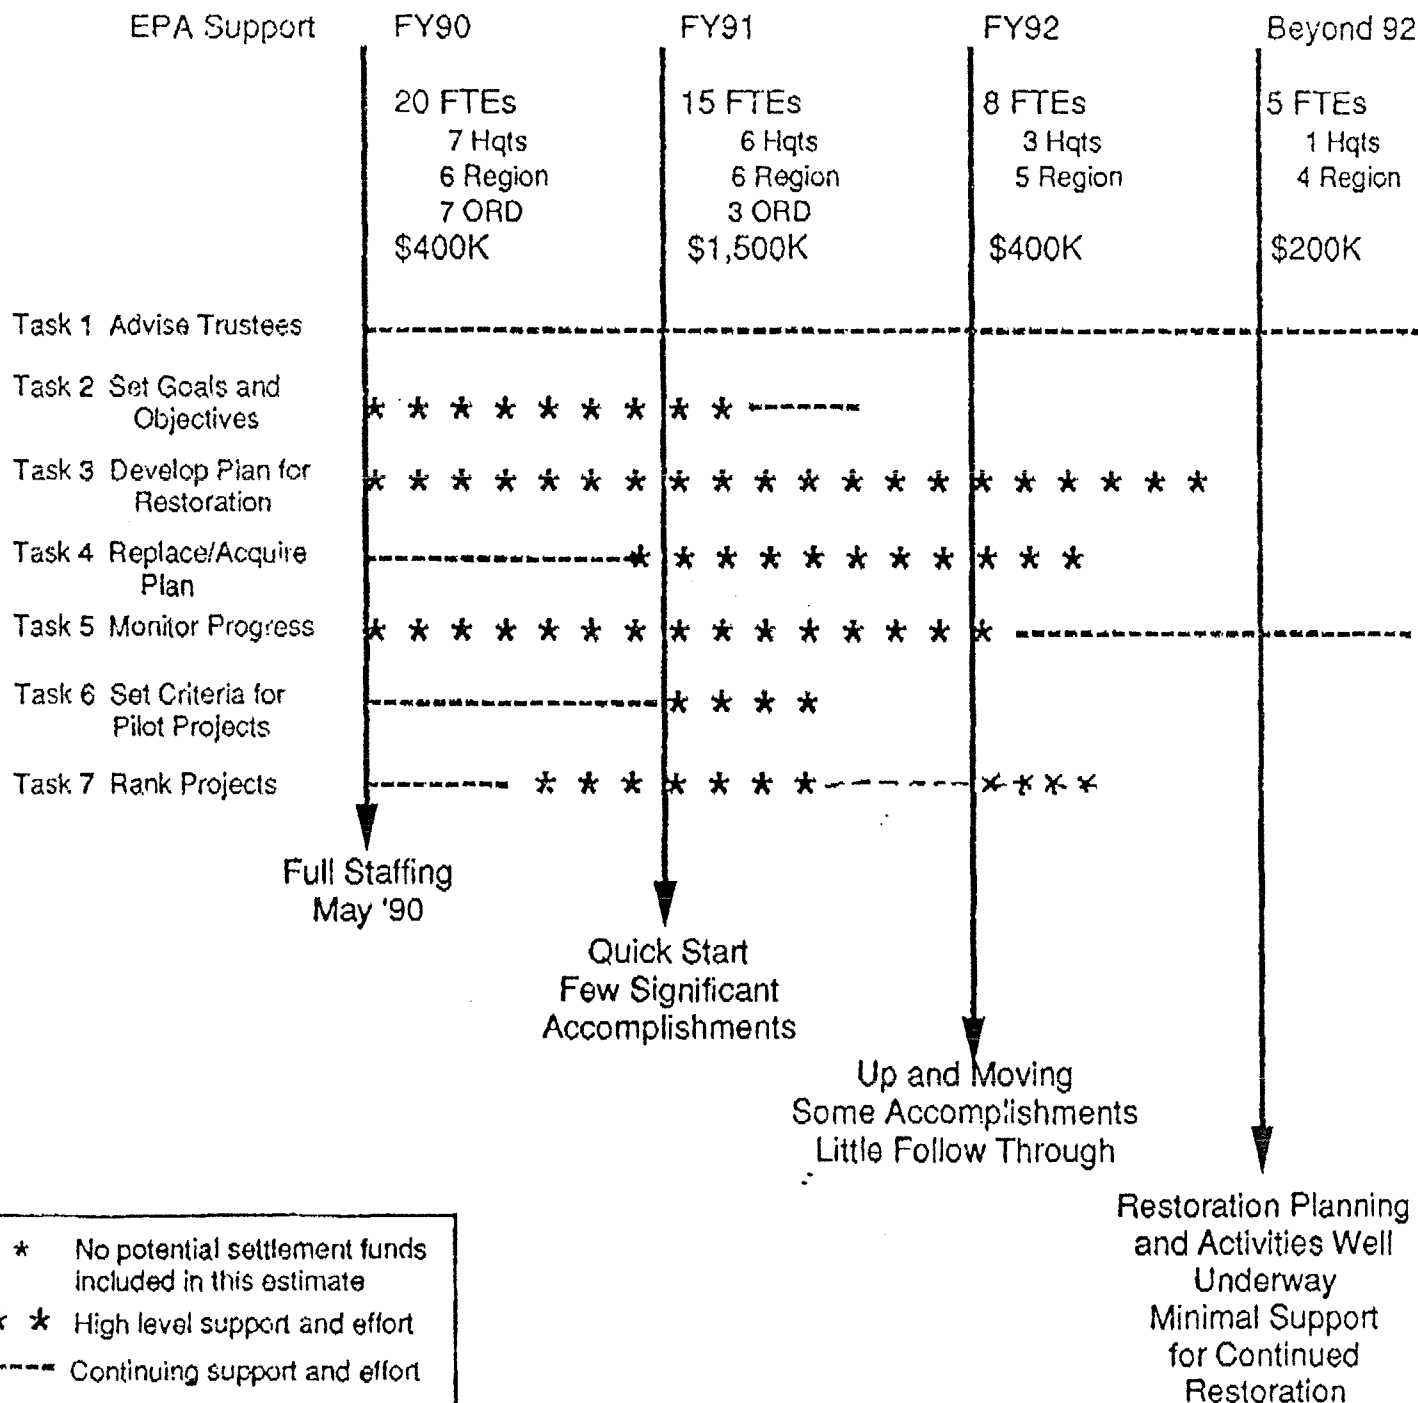 EPA Support FY90 FY91 FY92 Beyond 92
20 FTEs 15 FTEs 8 FTEs 5 FTEs
7 Hqts 6 Hqts 3 Hqts 1 Hqts
6 Region 6 Region 5 Region 4 Region
7 ORD 3 ORD
$400K $1,500K $400K $200K
Task 1 Advise Trustees
Task 2 Set Goals and
Objectives
Task 3 Develop Plan for
Restoration
Task 4 Replace/Acquire
Plan
Task 5 Monitor Progress
Task 6 Set Criteria for
Pilot Projects
Task 7 Rank Projects
Full Staffing
May '90
Quick Start
Few Significant
Accomplishments
Up and Moving
Some Accomplishments
Little Follow Through
Restoration Planning
and Activities Well
Underway
Minimal Support
for Continued
Restoration
* No potential settlement funds
included in this estimate
* * High level support and effort
---- Continuing support and effort